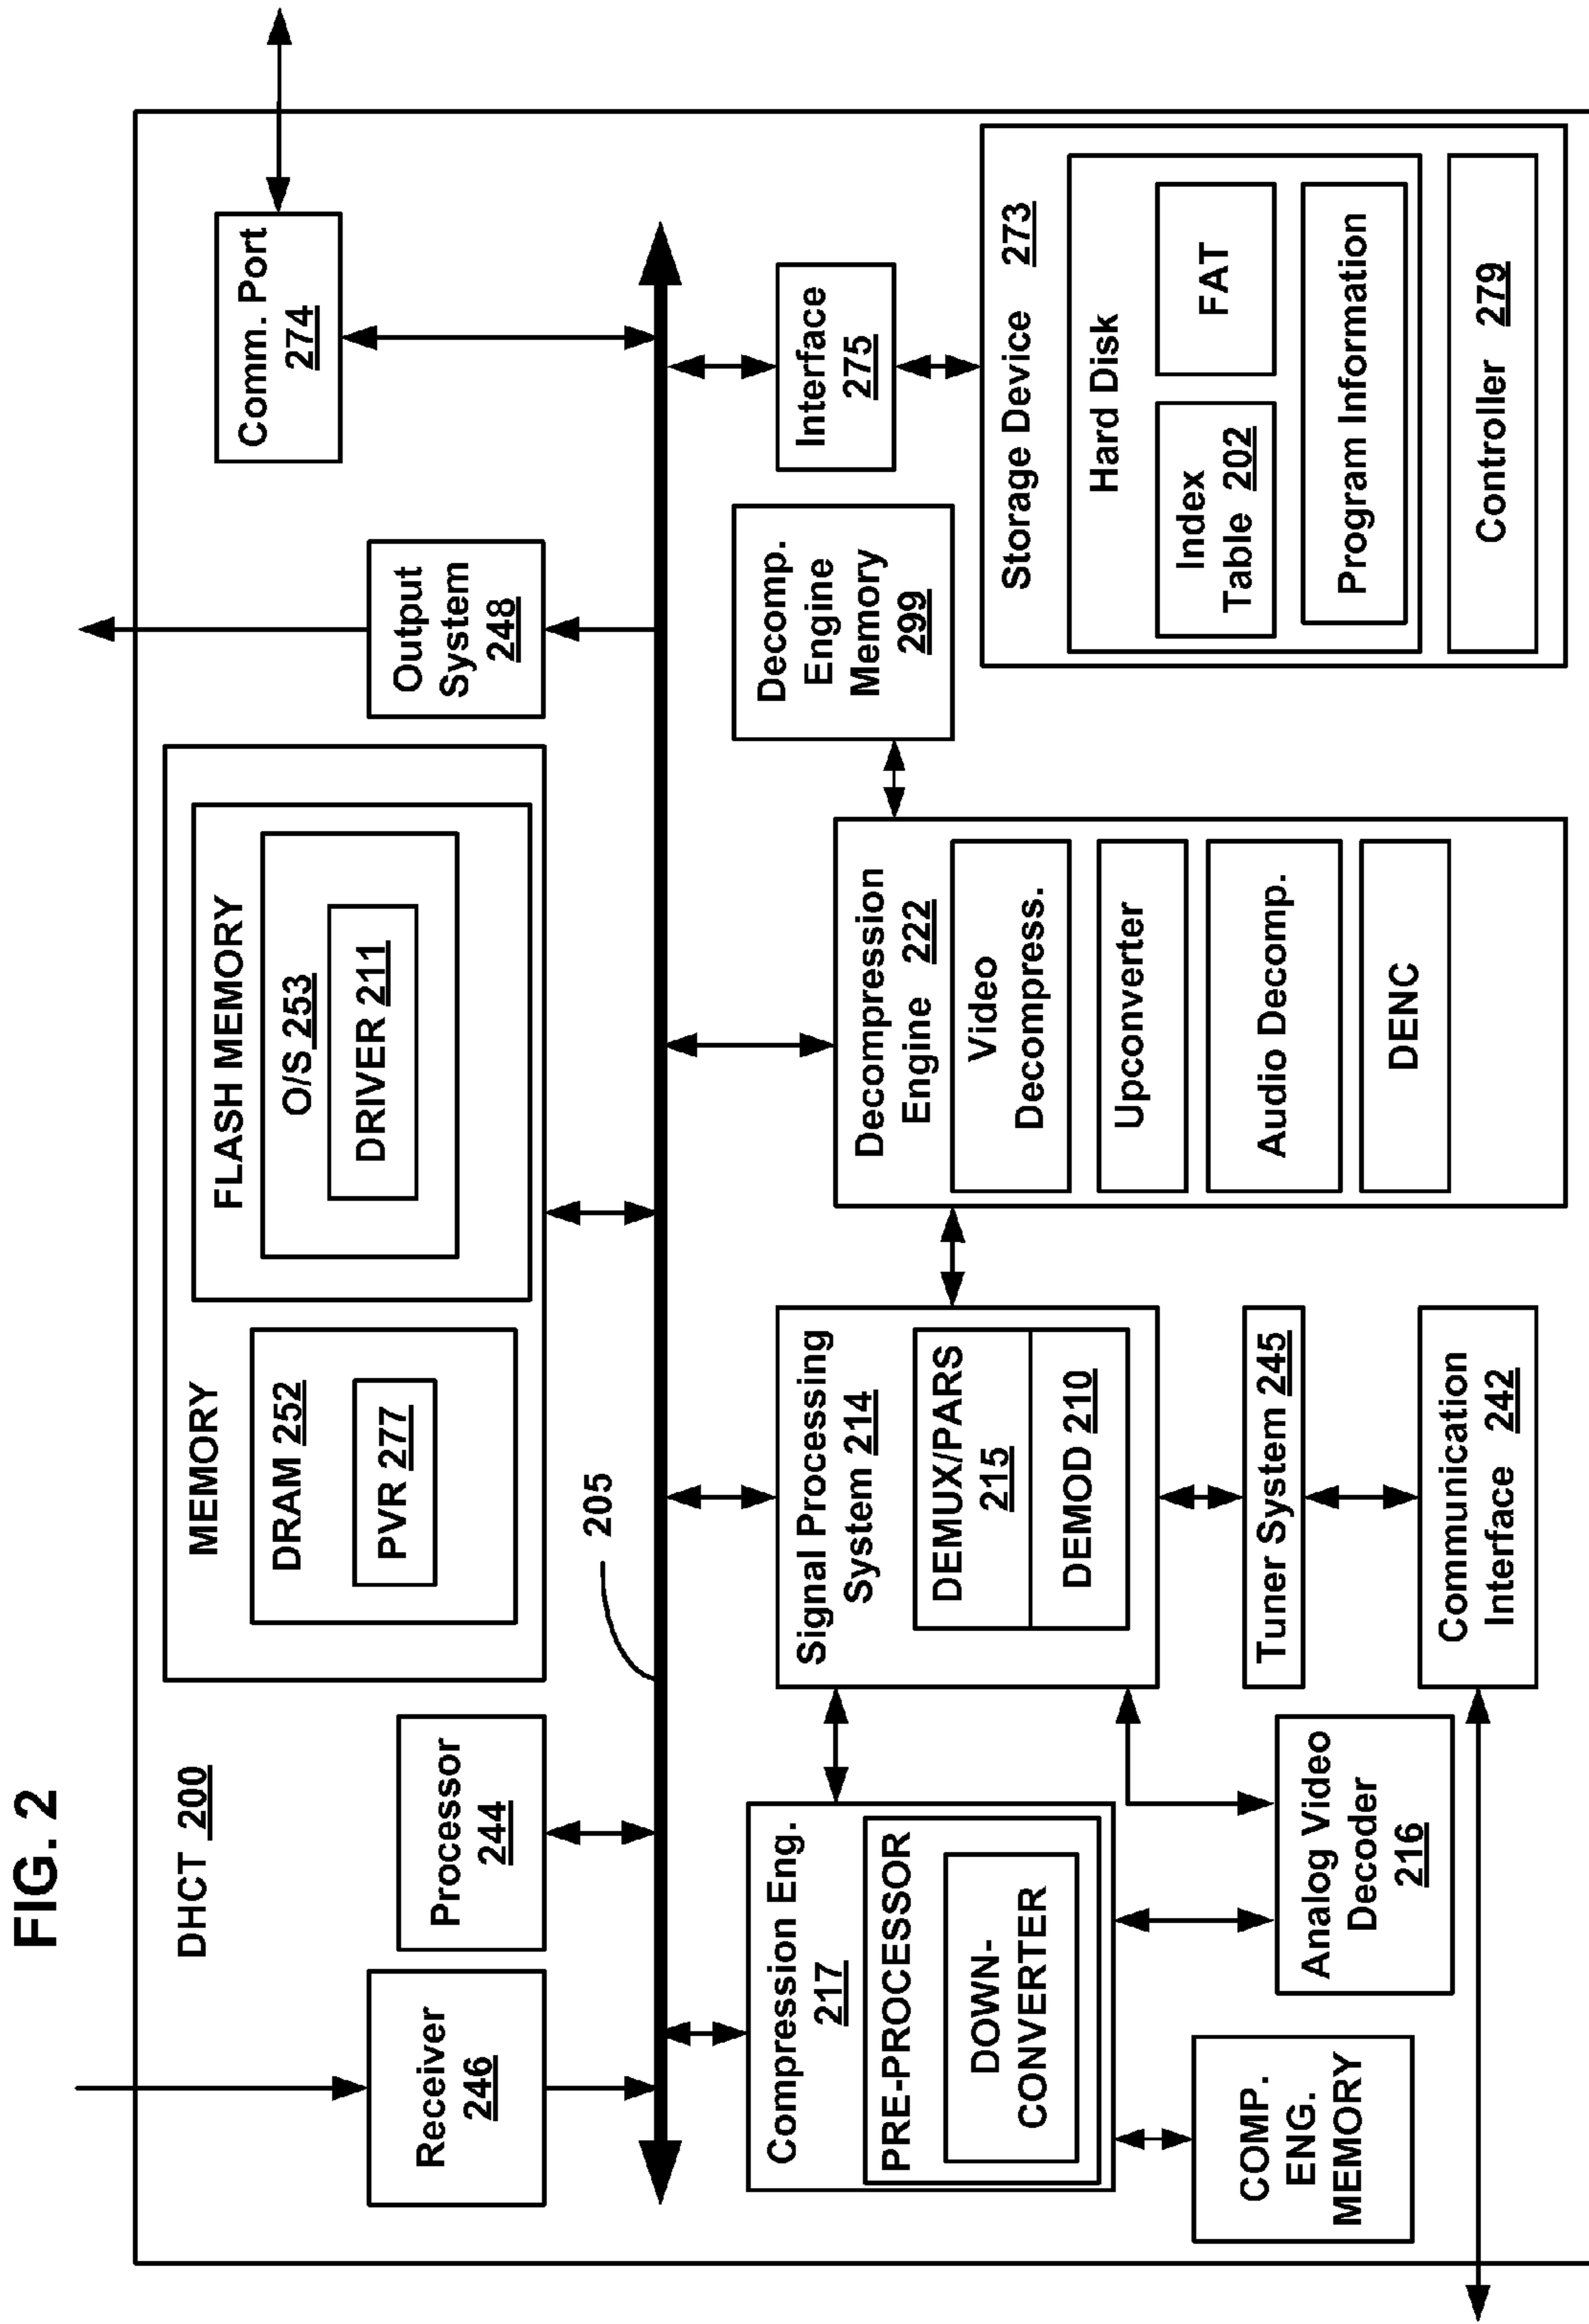 FIG. 2
DHCT 200
Receiver
246
Processor
244
MEMORY
DRAM 252
PVR 277
FLASH MEMORY
O/S 253
DRIVER 211
Output
System
248
Comm. Port
274
205
Compression Eng.
217
PRE-PROCESSOR
DOWN-
CONVERTER
COMP.
ENG.
MEMORY
Analog Video
Decoder
216
Signal Processing
System 214
DEMUX/PARS
215
DEMOD 210
Tuner System 245
Communication
Interface 242
Decompression
Engine 222
Video
Decompress.
Upconverter
Audio Decomp.
DENC
Decomp.
Engine
Memory
299
Interface
275
Storage Device 273
Hard Disk
Index
Table 202
FAT
Program Information
Controller 279